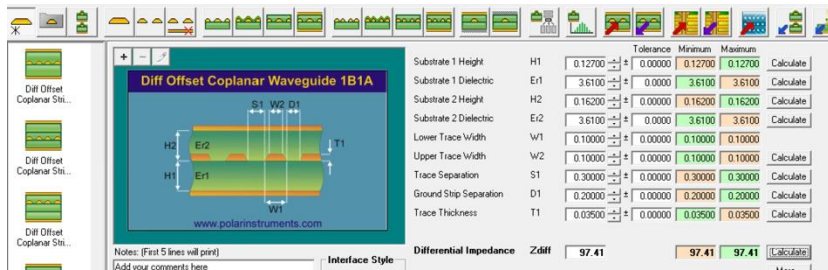 Tolerance Minimum Maximum
Diff Offset
Coplanar Stri...
Diff Offset
Coplanar Stri...
Diff Offset
Coplanar Stri...
+ -
Diff Offset Coplanar Waveguide 1B1A
S1 W2 D1
H2 Er2 T1
H1 Er1
W1
www.polarinstruments.com
Notes: (First 5 lines will print)
Add your comments here
Interface Style
Substrate 1 Height H1 0.12700 ± 0.00000 0.12700 0.12700 Calculate
Substrate 1 Dielectric Er1 3.6100 ± 0.0000 3.6100 3.6100 Calculate
Substrate 2 Height H2 0.16200 ± 0.00000 0.16200 0.16200 Calculate
Substrate 2 Dielectric Er2 3.6100 ± 0.0000 3.6100 3.6100 Calculate
Lower Trace Width W1 0.10000 ± 0.00000 0.10000 0.10000
Upper Trace Width W2 0.10000 ± 0.00000 0.10000 0.10000 Calculate
Trace Separation S1 0.30000 ± 0.00000 0.30000 0.30000 Calculate
Ground Strip Separation D1 0.20000 ± 0.00000 0.20000 0.20000 Calculate
Trace Thickness T1 0.03500 ± 0.00000 0.03500 0.03500 Calculate
Differential Impedance Zdiff 97.41 97.41 97.41 Calculate
More...